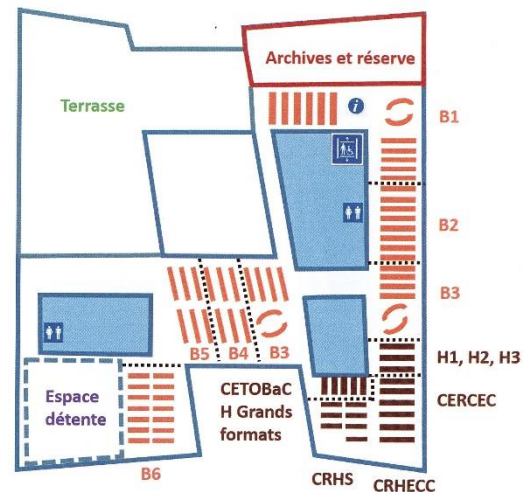 Archives et réserve
Terrasse
i
B1
B2
B3
B5
B4
B3
H1, H2, H3
CERCEC
CETOBaC
H Grands
formats
Espace
détente
B6
CRHS
CRHECC